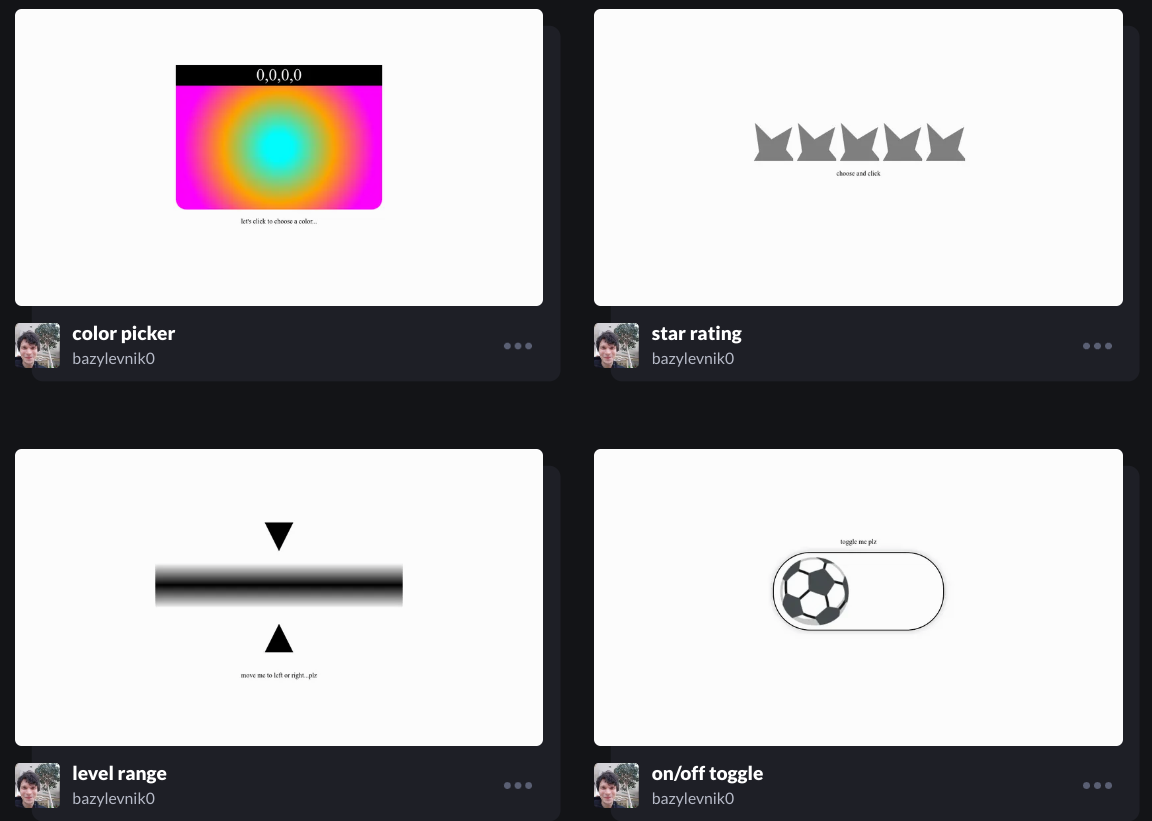 0,0,0,0
let's click to choose a color...
color picker
bazylevnik0
choose and click
star rating
bazylevnik0
move me to left or right...plz
level range
bazylevnik0
toggle me plz
on/off toggle
bazylevnik0